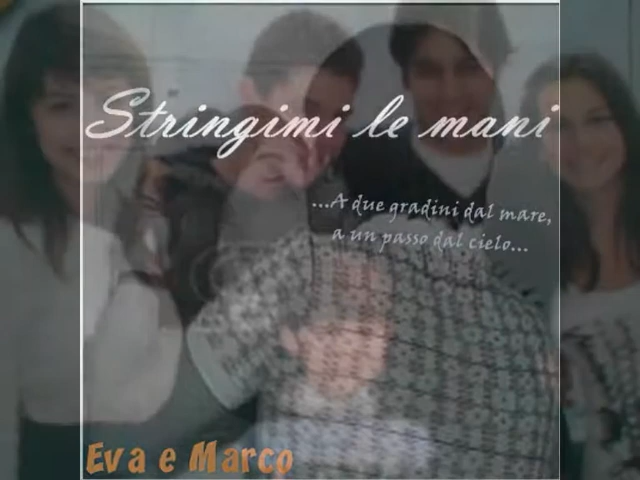 Stringimi le mani
...A due gradini dal mare,
a un passo dal cielo...
Eva e Marco